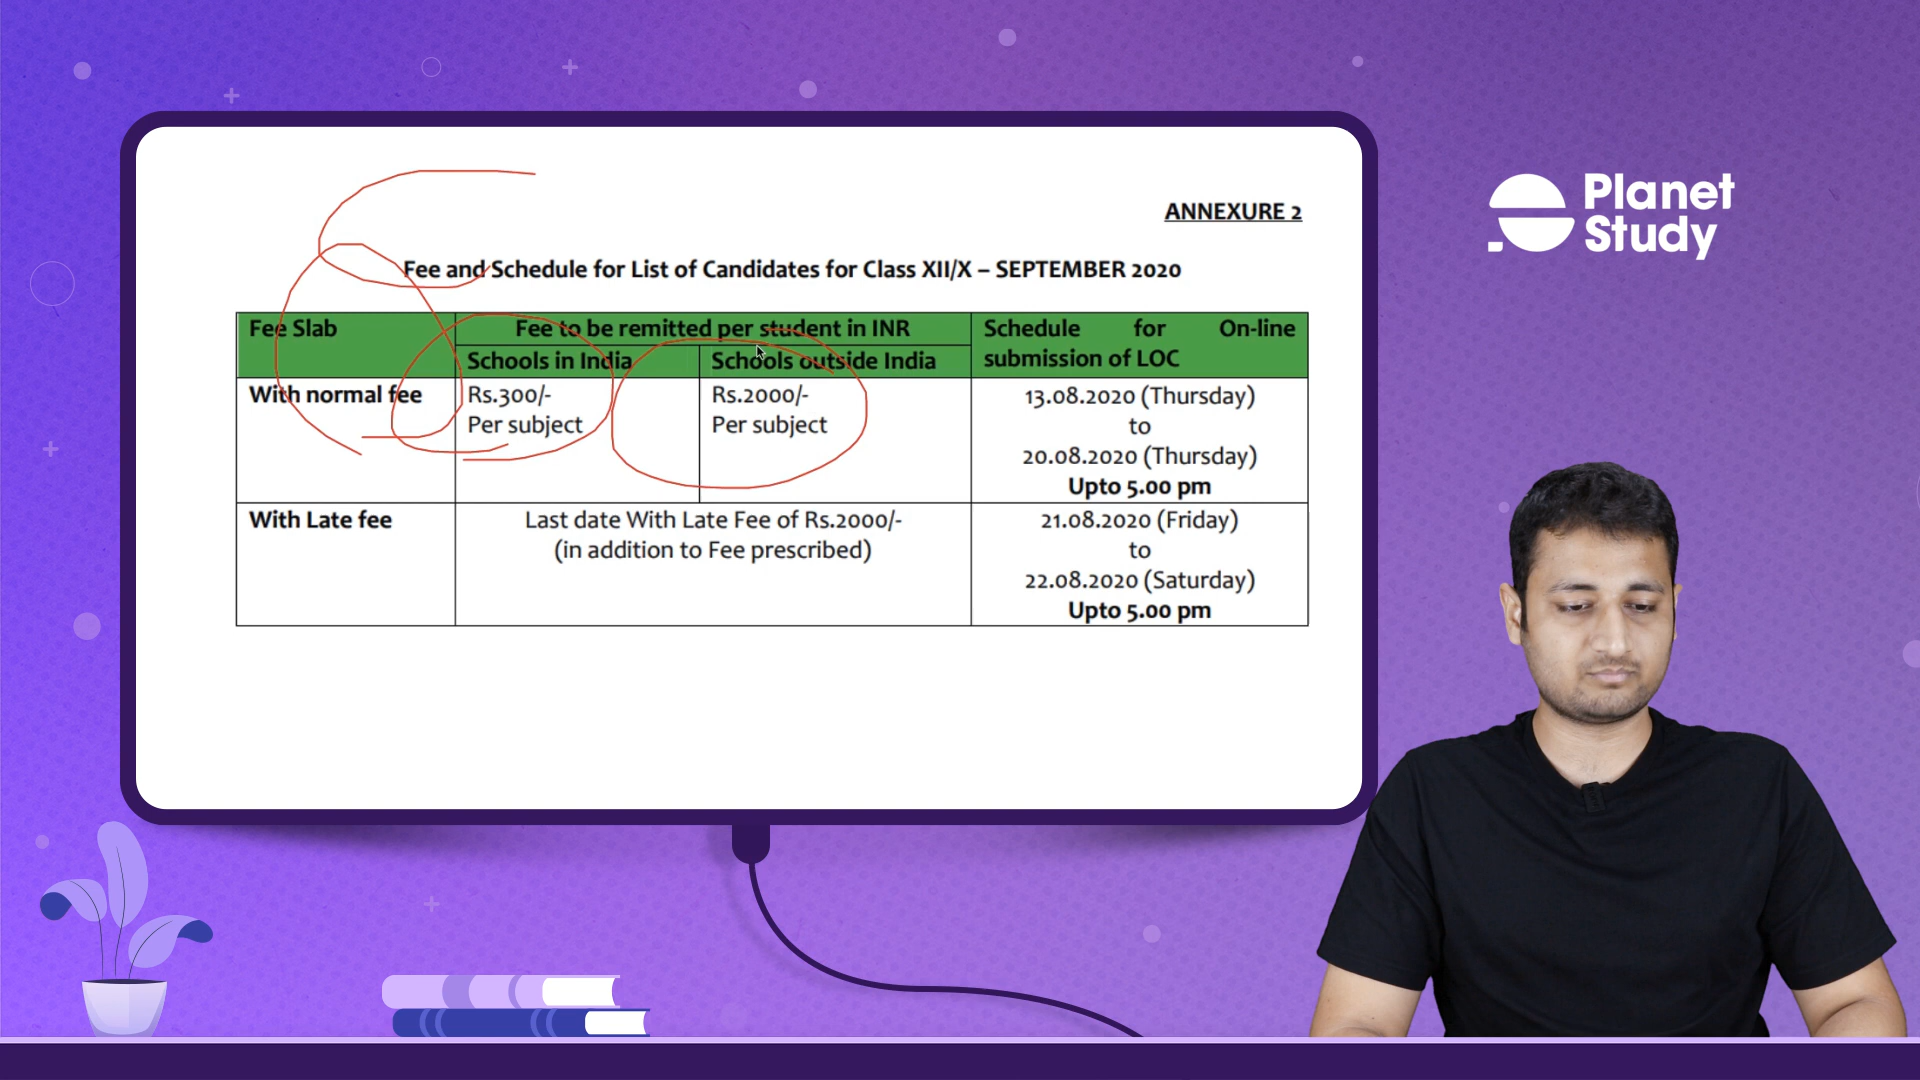 ANNEXURE 2
Planet
Study
Fee and Schedule for List of Candidates for Class XII/X – SEPTEMBER 2020
Fee Slab
Fee to be remitted per student in INR
Schedule for On-line
submission of LOC
Schools in India
Schools outside India
With normal fee
Rs.300/-
Per subject
Rs.2000/-
Per subject
13.08.2020 (Thursday)
to
20.08.2020 (Thursday)
Upto 5.00 pm
With Late fee
Last date With Late Fee of Rs.2000/-
(in addition to Fee prescribed)
21.08.2020 (Friday)
to
22.08.2020 (Saturday)
Upto 5.00 pm